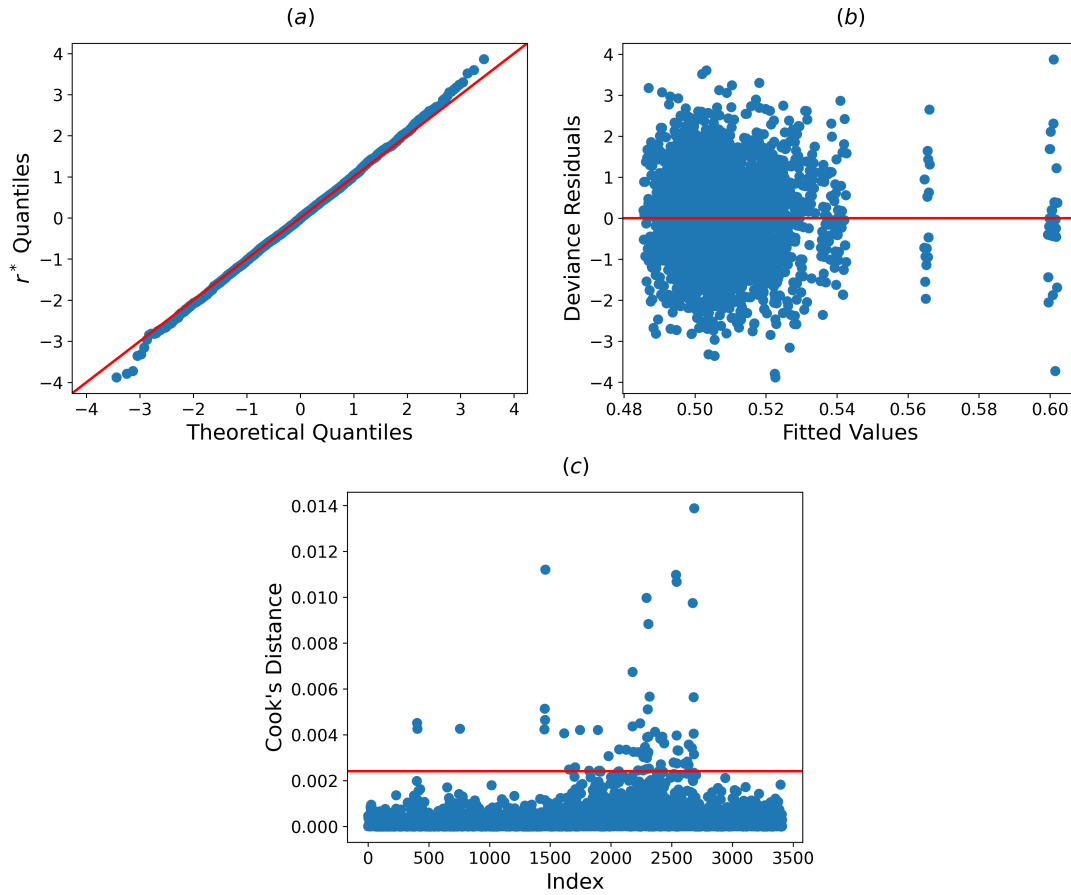 (a)
4
3
2
1
0
−1
−2
−3
−4
r* Quantiles
−4 −3 −2 −1 0 1 2 3 4
Theoretical Quantiles
(b)
4
3
2
1
0
−1
−2
−3
−4
Deviance Residuals
0.48 0.50 0.52 0.54 0.56 0.58 0.60
Fitted Values
(c)
0.014
0.012
0.010
0.008
0.006
0.004
0.002
0.000
Cook's Distance
0 500 1000 1500 2000 2500 3000 3500
Index